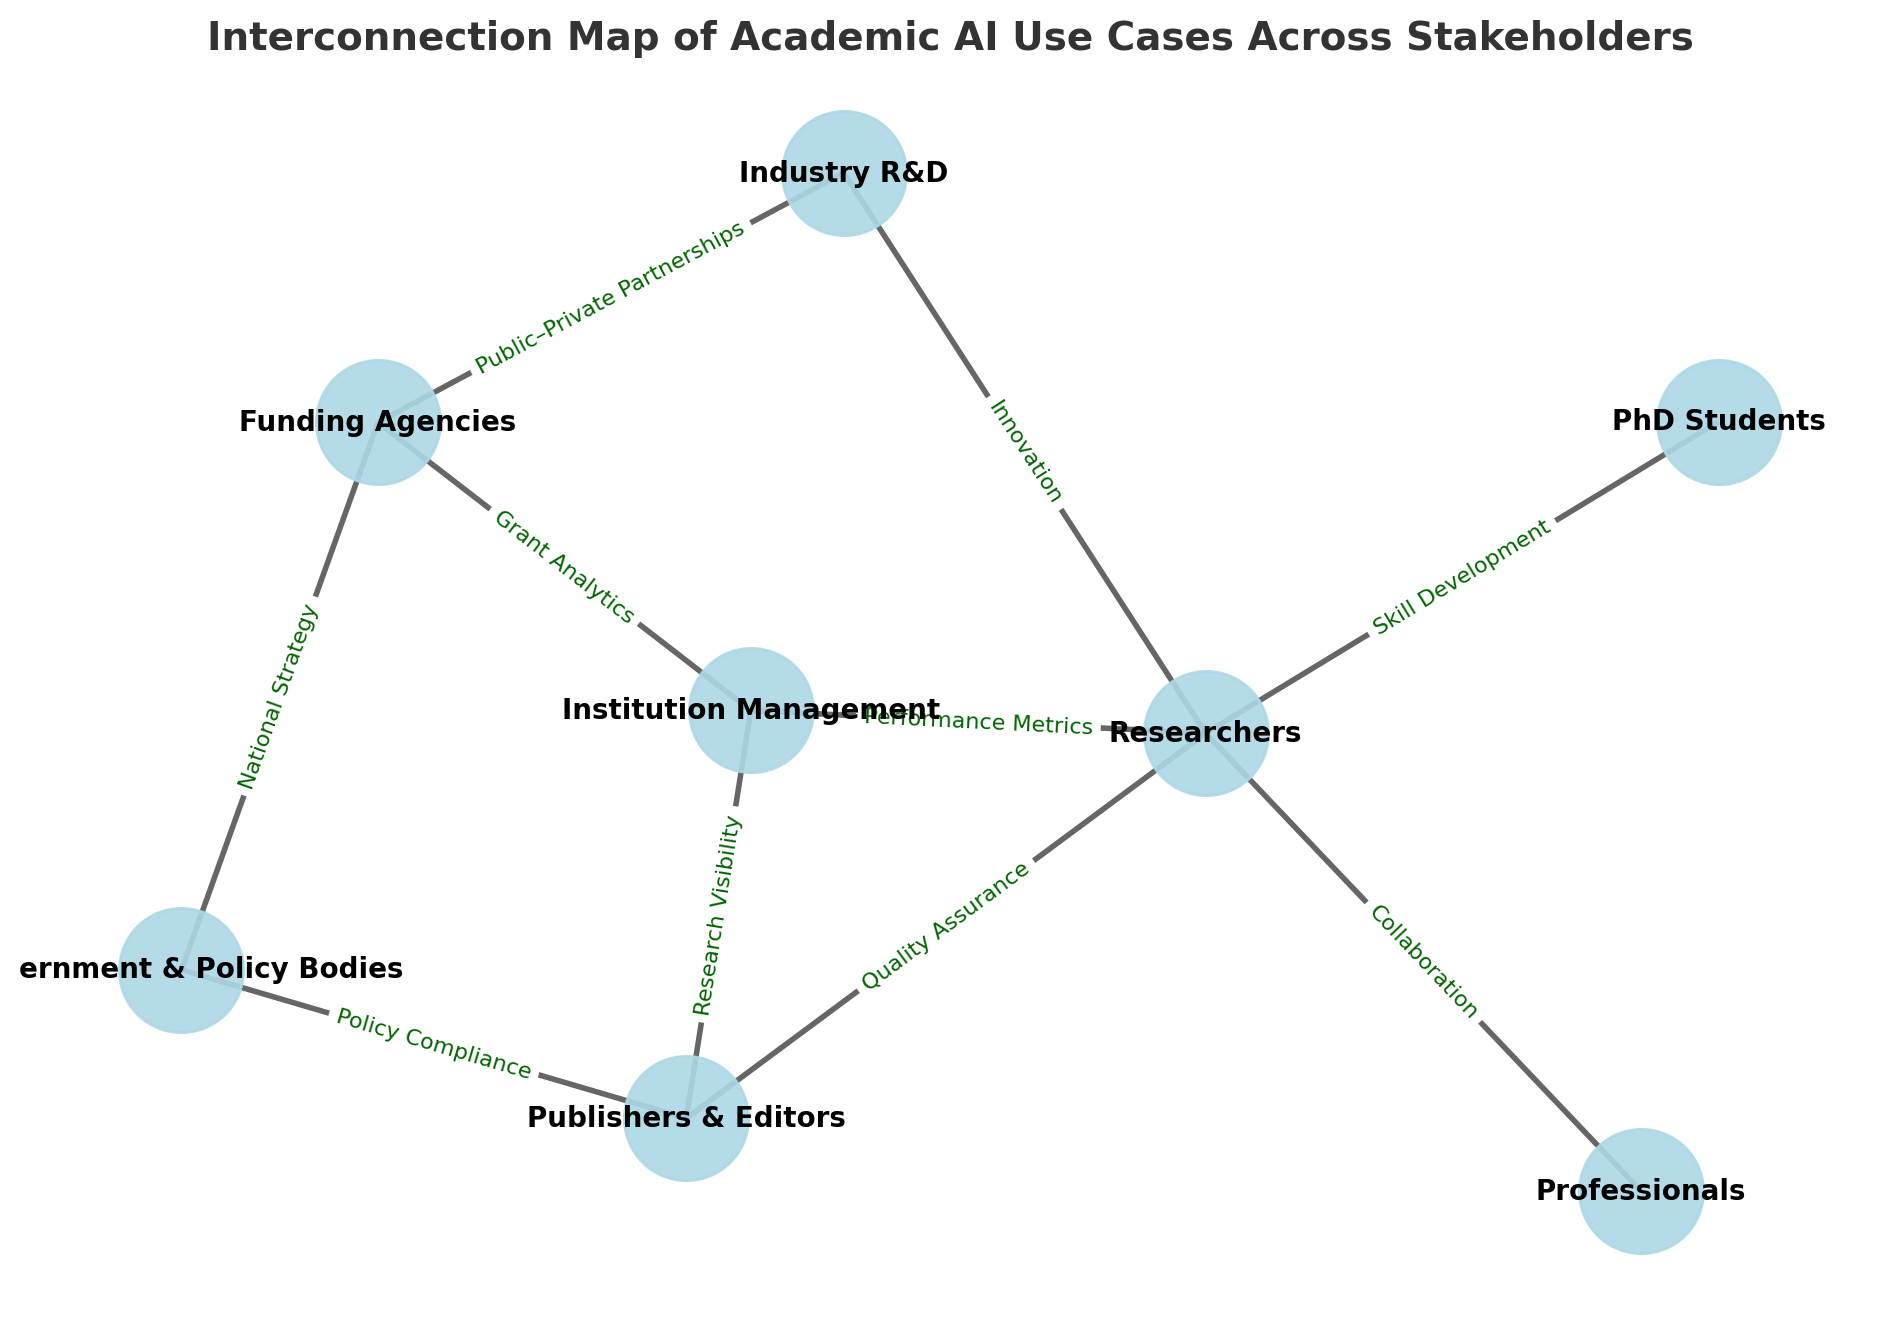 Interconnection Map of Academic AI Use Cases Across Stakeholders
Industry R&D
Public–Private Partnerships
Innovation
Funding Agencies
PhD Students
Grant Analytics
Skill Development
National Strategy
Institution Management
Performance Metrics
Researchers
Research Visibility
Quality Assurance
Collaboration
ernment & Policy Bodies
Policy Compliance
Publishers & Editors
Professionals